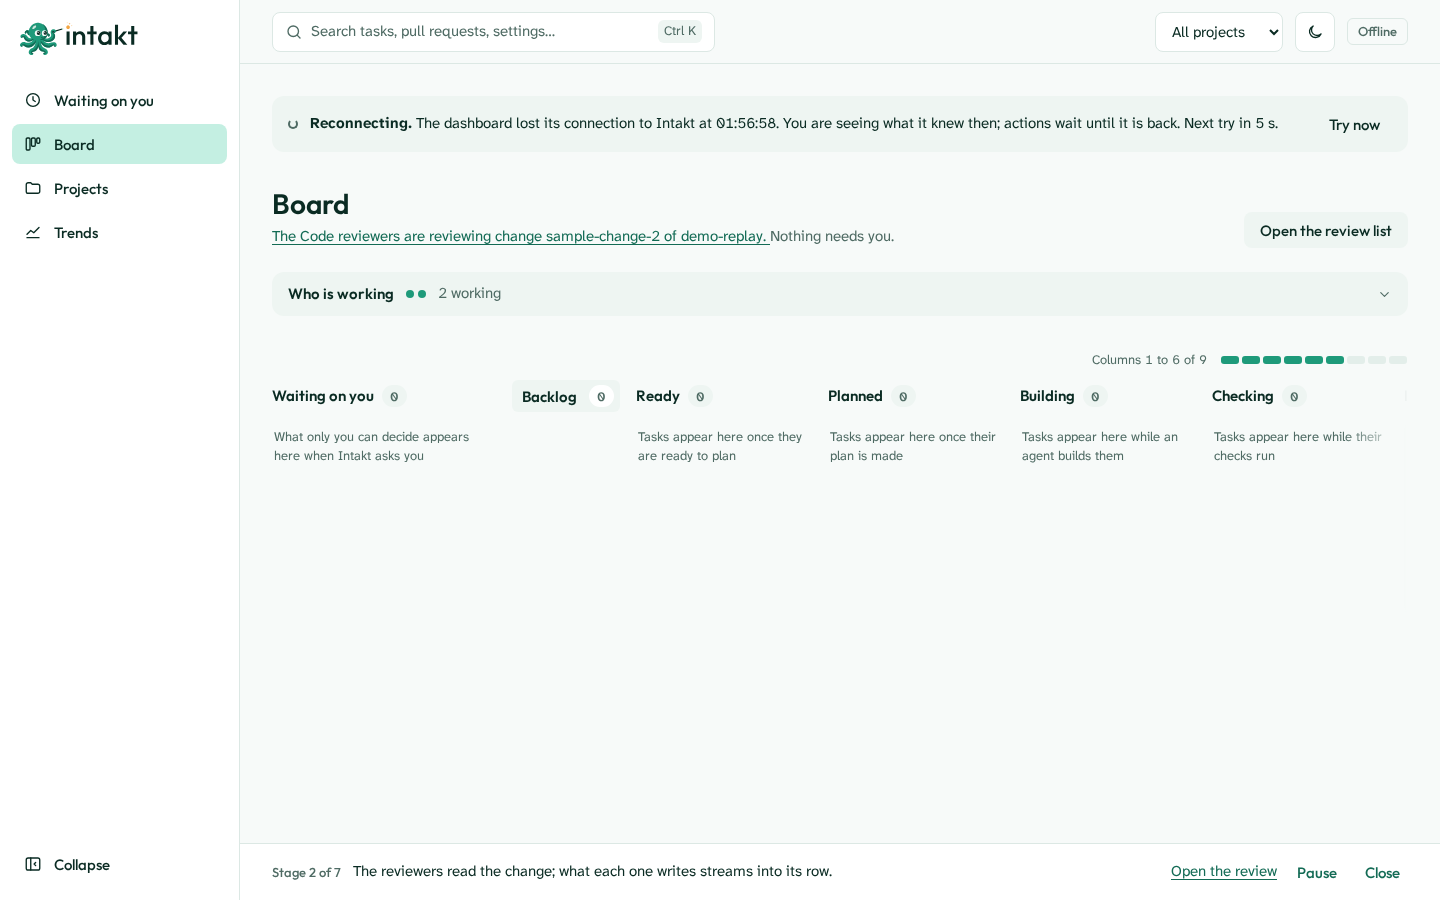 intakt
Search tasks, pull requests, settings...
Ctrl K
All projects
Offline
Waiting on you
Board
Projects
Trends
Reconnecting. The dashboard lost its connection to Intakt at 01:56:58. You are seeing what it knew then; actions wait until it is back. Next try in 5 s.
Try now
Board
The Code reviewers are reviewing change sample-change-2 of demo-replay. Nothing needs you.
Open the review list
Who is working
2 working
Columns 1 to 6 of 9
Waiting on you 0
Backlog 0
Ready 0
Planned 0
Building 0
Checking 0
What only you can decide appears
here when Intakt asks you
Tasks appear here once they
are ready to plan
Tasks appear here once their
plan is made
Tasks appear here while an
agent builds them
Tasks appear here while their
checks run
Collapse
Stage 2 of 7
The reviewers read the change; what each one writes streams into its row.
Open the review
Pause
Close